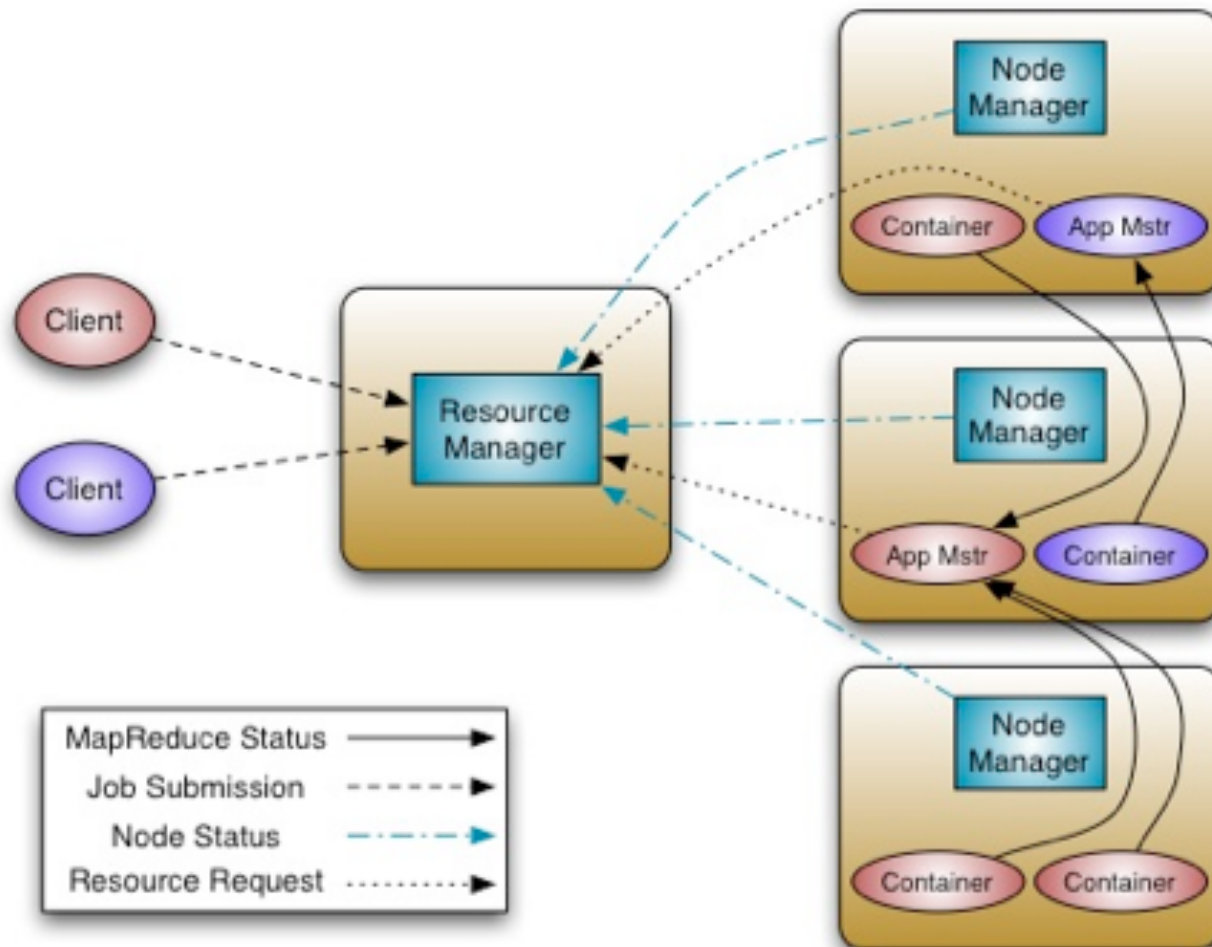 Node
Manager
Container
App Mstr
Client
Resource
Manager
Node
Manager
Client
App Mstr
Container
Node
Manager
MapReduce Status
Job Submission
Node Status
Resource Request
Container
Container